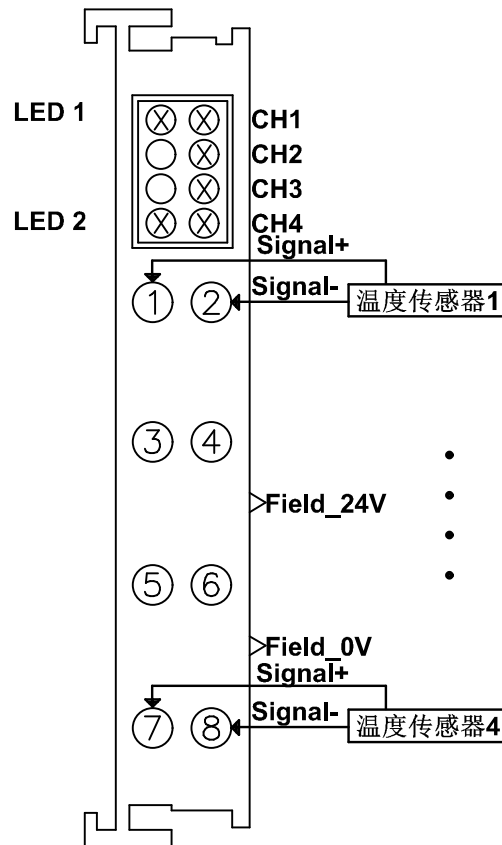 LED 1
CH1
CH2
CH3
LED 2
CH4
Signal+
Signal-
1 2
温度传感器1
3 4
Field_24V
5 6
Field_0V
Signal+
Signal-
7 8
温度传感器4